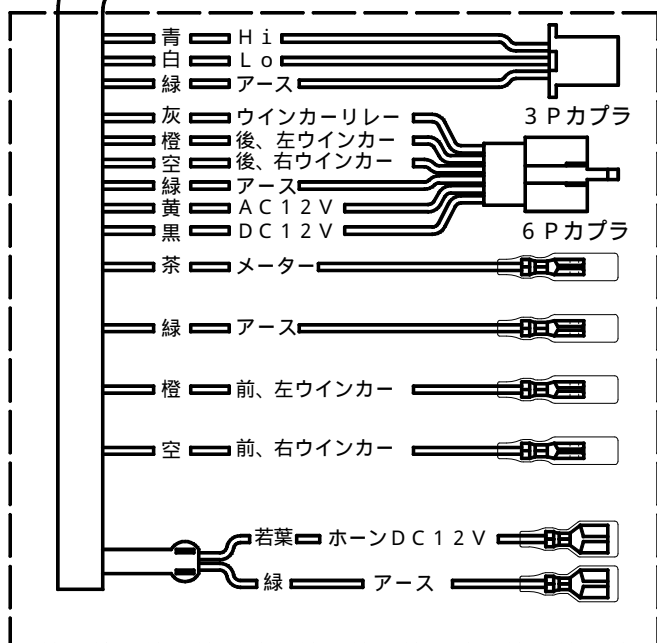 青 Ｈｉ
白 Ｌｏ
緑 アース
３Ｐカプラ
灰 ウインカーリレー
橙 後、左ウインカー
空 後、右ウインカー
緑 アース
黄 ＡＣ１２Ｖ
黒 ＤＣ１２Ｖ
６Ｐカプラ
茶 メーター
緑 アース
橙 前、左ウインカー
空 前、右ウインカー
若葉 ホーンＤＣ１２Ｖ
緑 アース